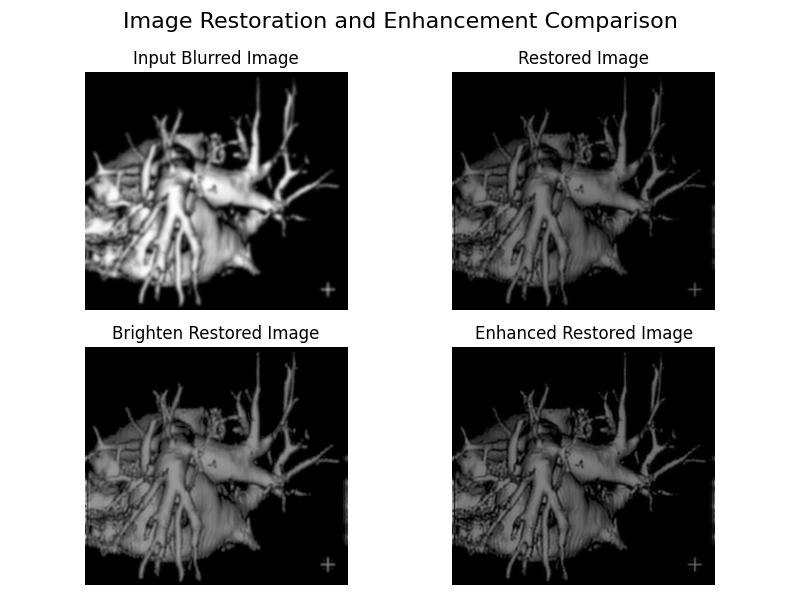 Image Restoration and Enhancement Comparison
Input Blurred Image
Restored Image
Brighten Restored Image
Enhanced Restored Image